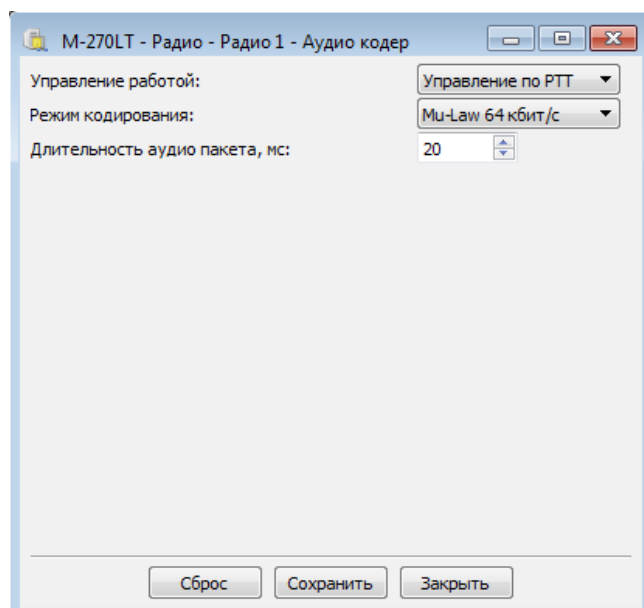 M-270LT - Радио - Радио 1 - Аудио кодер
Управление работой: Управление по РТТ
Режим кодирования: Mu-Law 64 кбит/с
Длительность аудио пакета, мс: 20
Сброс Сохранить Закрыть